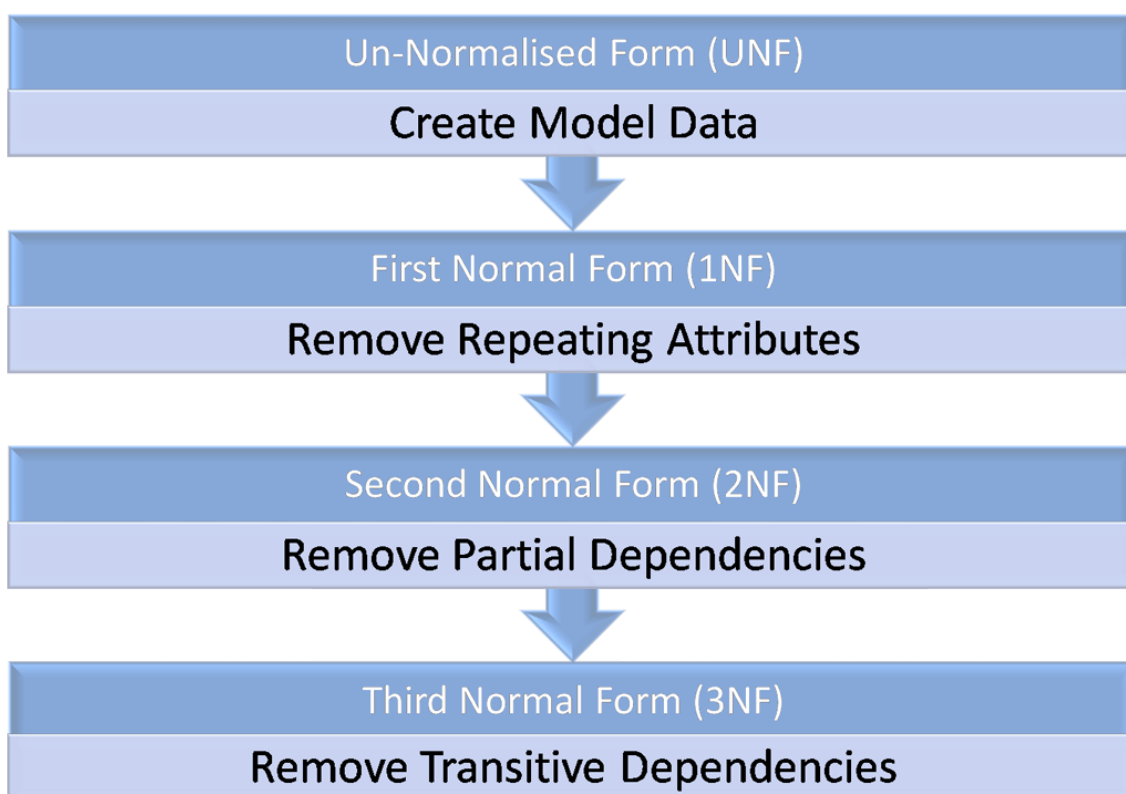 Un-Normalised Form (UNF)
Create Model Data
First Normal Form (1NF)
Remove Repeating Attributes
Second Normal Form (2NF)
Remove Partial Dependencies
Third Normal Form (3NF)
Remove Transitive Dependencies